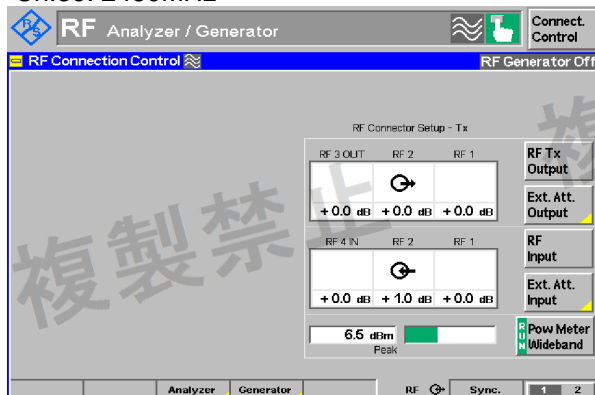 R&S
RF Analyzer / Generator
Connect.
Control
RF Connection Control
RF Generator Off
RF Connector Setup - Tx
RF 3 OUT RF 2 RF 1
+ 0.0 dB + 0.0 dB + 0.0 dB
RF Tx
Output
Ext. Att.
Output
RF 4 IN RF 2 RF 1
+ 0.0 dB + 1.0 dB + 0.0 dB
RF
Input
Ext. Att.
Input
6.5 dBm
Peak
RUN
Pow Meter
Wideband
Analyzer Generator RF Sync. 1 2
複製禁止
複